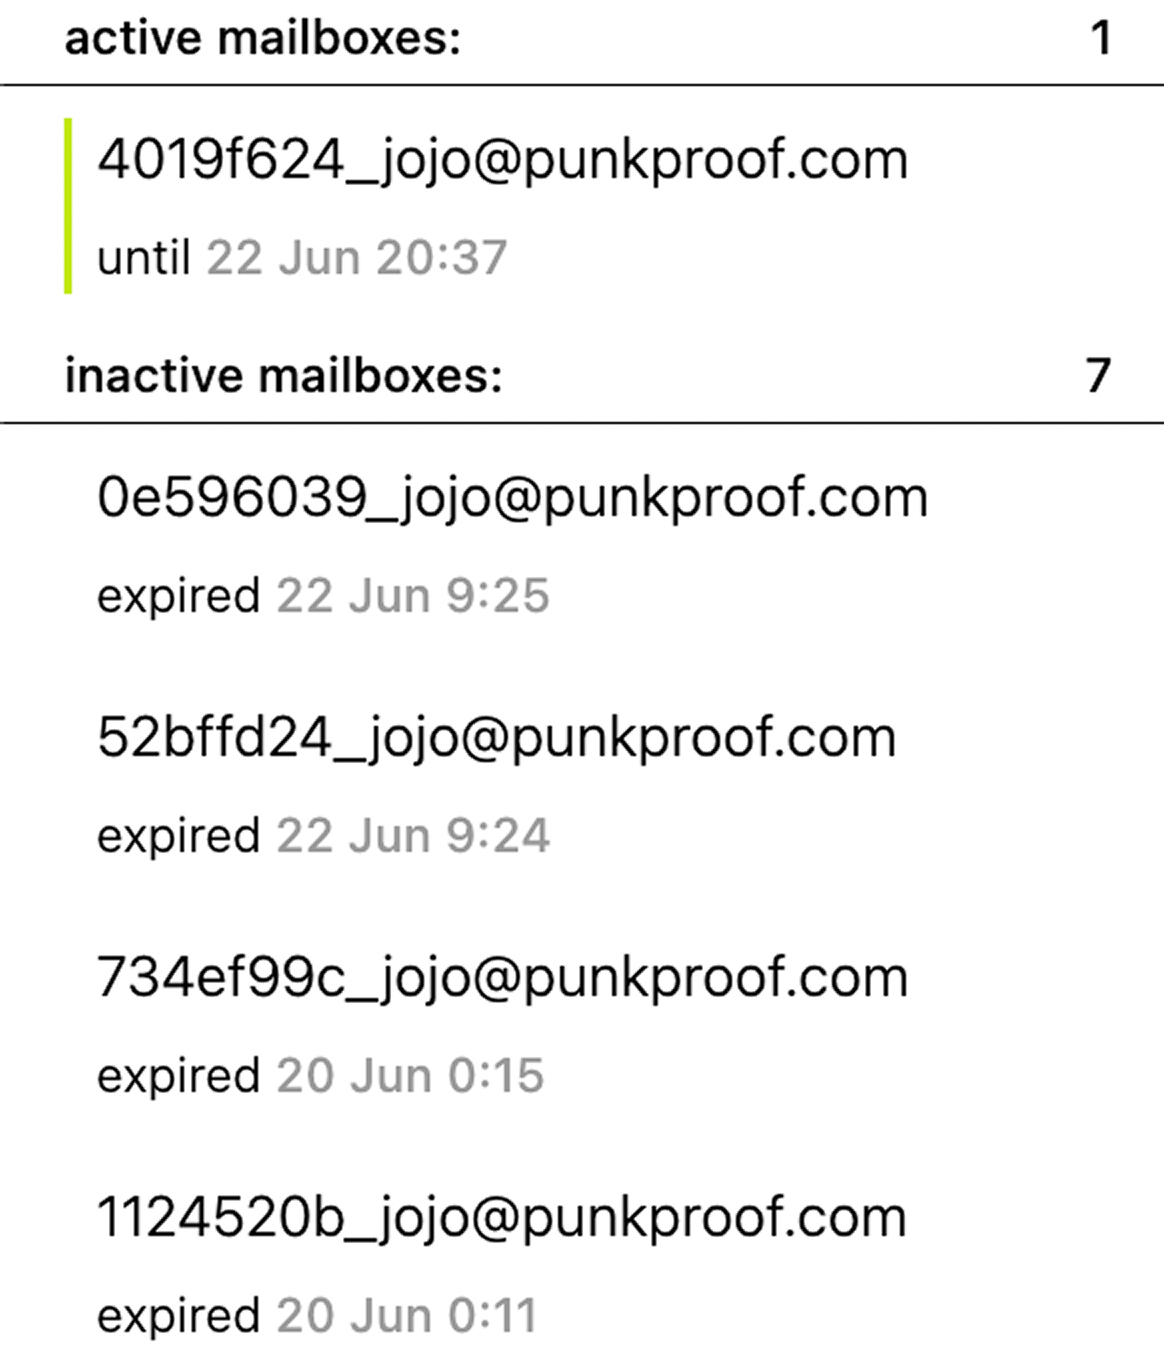 active mailboxes: 1
4019f624_jojo@punkproof.com
until 22 Jun 20:37
inactive mailboxes: 7
0e596039_jojo@punkproof.com
expired 22 Jun 9:25
52bffd24_jojo@punkproof.com
expired 22 Jun 9:24
734ef99c_jojo@punkproof.com
expired 20 Jun 0:15
1124520b_jojo@punkproof.com
expired 20 Jun 0:11